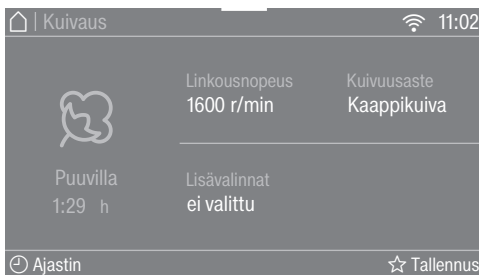 | Kuivaus 11:02
Linkousnopeus Kuivuusaste
1600 r/min Kaappikuiva
Puuvilla Lisävalinnat
1:29 h ei valittu
Ajastin Tallennus